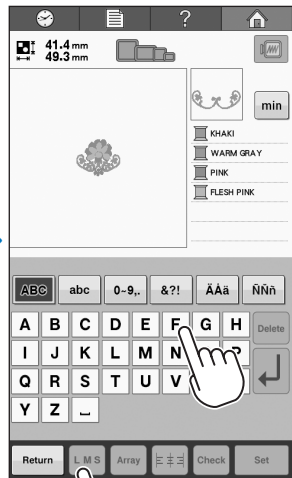 ?
41.4 mm
49.3 mm
min
KHAKI
WARM GRAY
PINK
FLESH PINK
ABC abc 0~9,. &?! ÄÀä ÑÑñ
A B C D E F G H Delete
I J K L M N P
Q R S T U V
Y Z
Return L M S Array Check Set